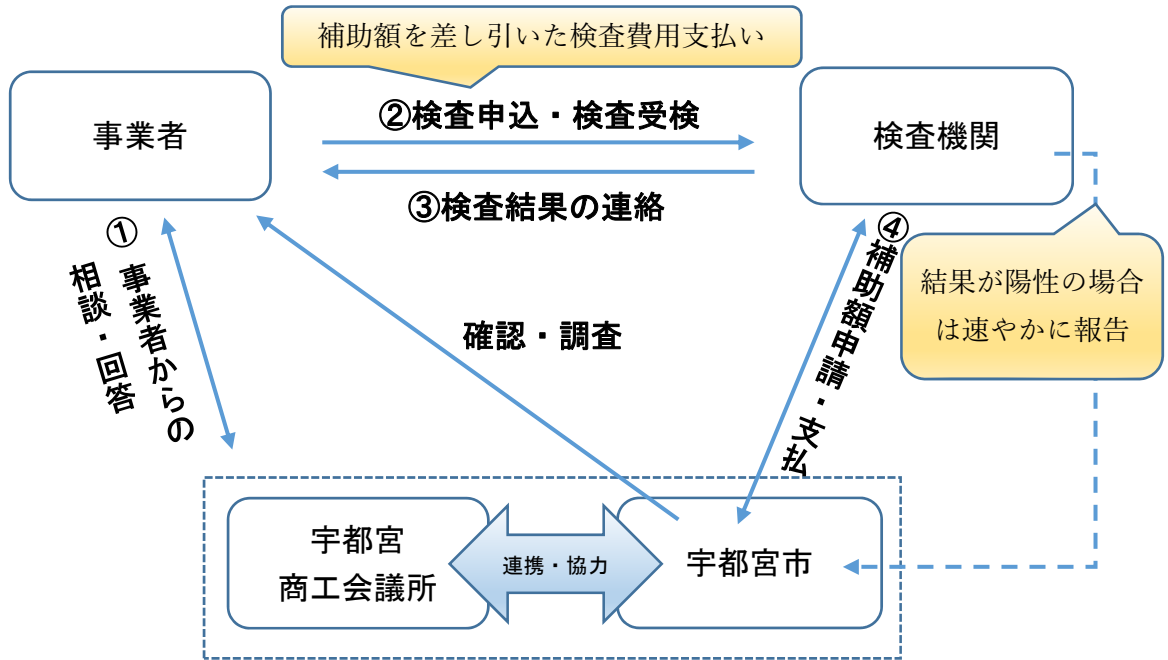 補助額を差し引いた検査費用支払い
事業者
②検査申込・検査受検
検査機関
③検査結果の連絡
①
事業者からの
相談・回答
確認・調査
④補助額申請・支払
結果が陽性の場合
は速やかに報告
宇都宮
商工会議所
連携・協力
宇都宮市